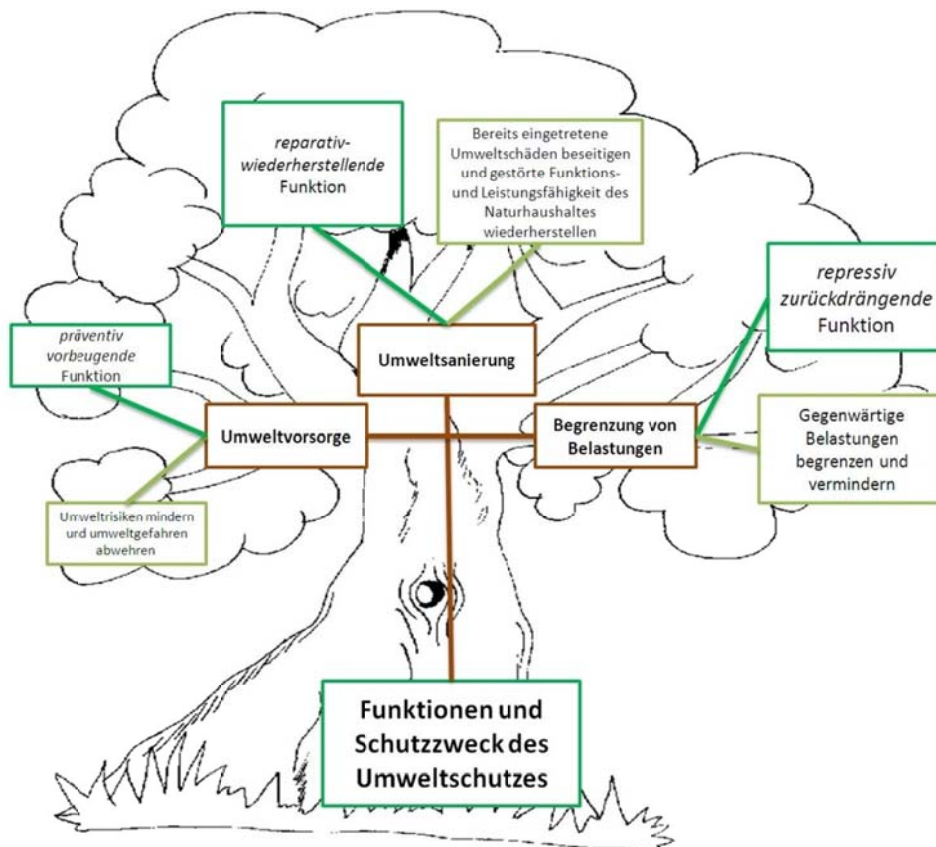 reparativ-
wiederherstellende
Funktion
Bereits eingetretene
Umweltschäden beseitigen
und gestörte Funktions-
und Leistungsfähigkeit des
Naturhaushaltes
wiederherstellen
repressiv
zurückdrängende
Funktion
präventiv
vorbeugende
Funktion
Umweltsanierung
Umweltvorsorge
Begrenzung von
Belastungen
Gegenwärtige
Belastungen
begrenzen und
vermindern
Umweltrisiken mindern
und umweltgefahren
abwehren
Funktionen und
Schutzzweck des
Umweltschutzes